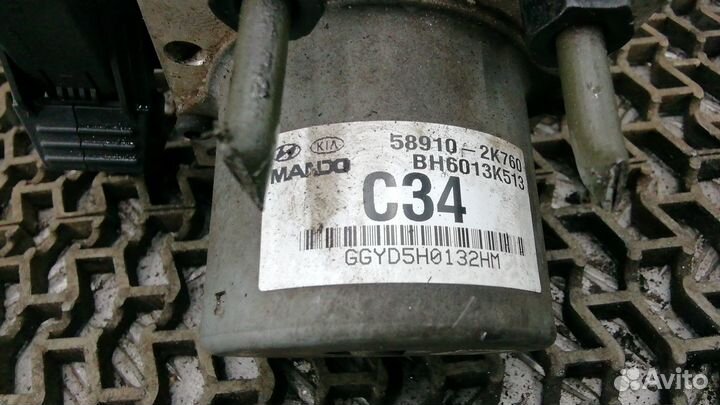 KIA
MANDO
58910-2K760
BH6013K513
C34
GGYD5H0132HM
Avito